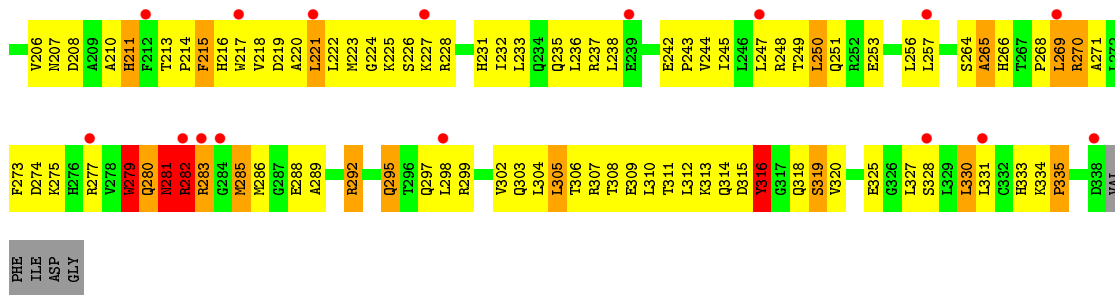 V206 N207 D208 A209 A210 H211 F212 T213 P214 F215 H216 W217 V218 D219 A220 L221 L222 M223 G224 K225 S226 K227 R228 H231 I232 L233 Q234 Q235 L236 R237 L238 E239 E242 P243 V244 I245 L246 L247 R248 T249 L250 Q251 R252 E253 L256 L257 S264 A265 H266 T267 P268 L269 R270 A271 L272
F273 D274 K275 H276 R277 V278 W279 Q280 N281 R282 R283 G284 M285 M286 G287 E288 A289 R292 Q295 T296 Q297 L298 R299 V302 Q303 L304 L305 T306 R307 T308 E309 L310 T311 L312 K313 Q314 D315 Y316 G317 Q318 S319 V320 E325 G326 L327 S328 L329 L330 L331 C332 H333 K334 P335 D338 VAL
PHE ILE ASP GLY